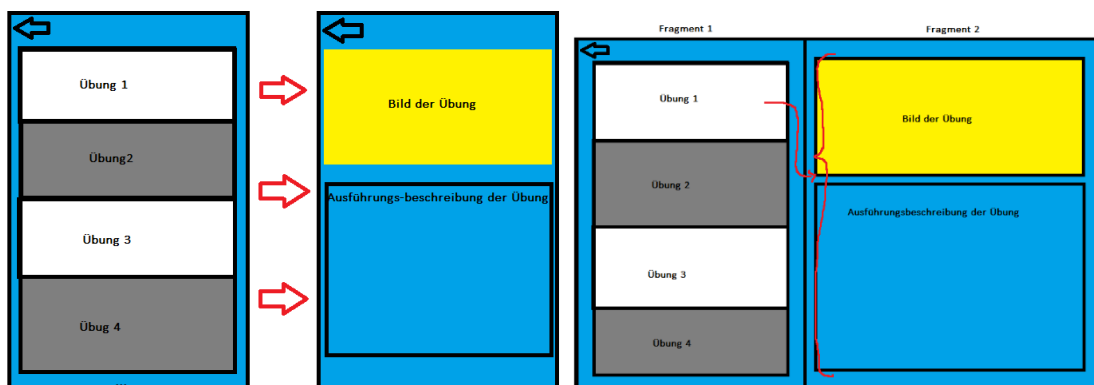 Übung 1
Übung2
Übung 3
Übug 4
Bild der Übung
Ausführungs-beschreibung der Übung
Fragment 1
Fragment 2
Übung 1
Übung 2
Übung 3
Übung 4
Bild der Übung
Ausführungsbeschreibung der Übung